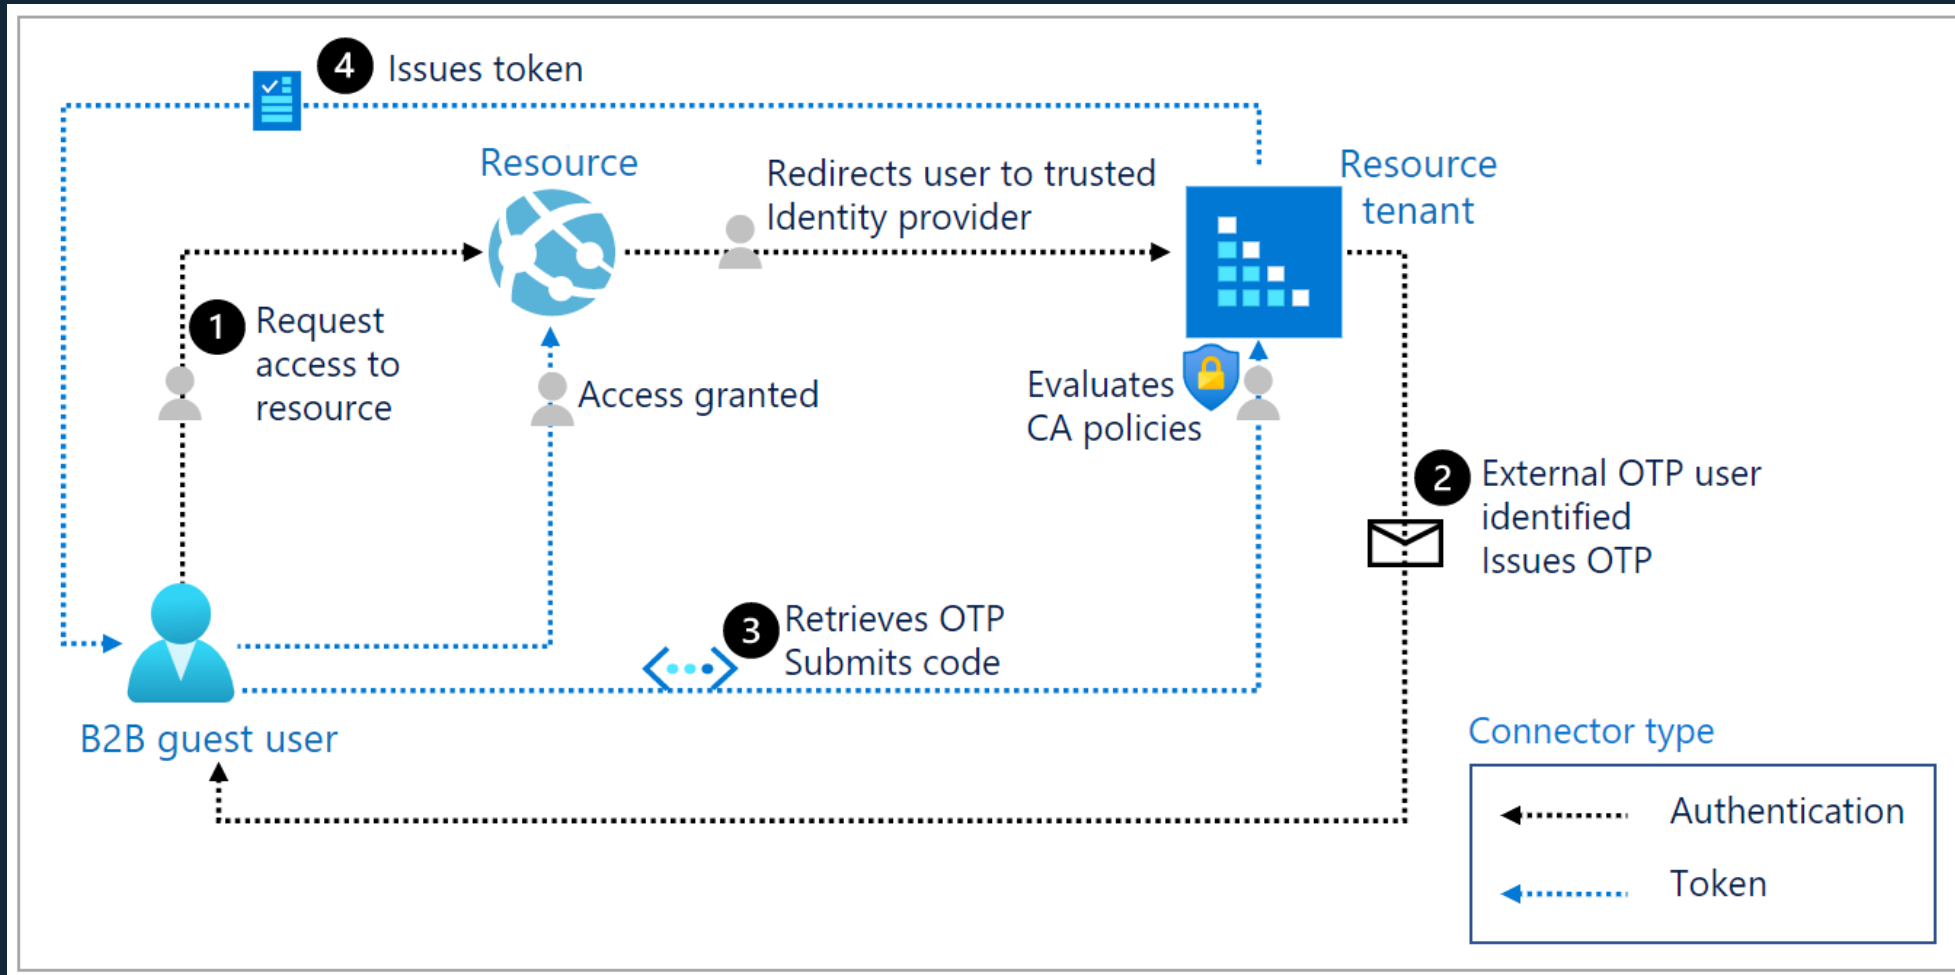 4 Issues token
Resource
Redirects user to trusted
Identity provider
Resource
tenant
1 Request
access to
resource
Access granted
Evaluates
CA policies
2 External OTP user
identified
Issues OTP
3 Retrieves OTP
Submits code
B2B guest user
Connector type
Authentication
Token